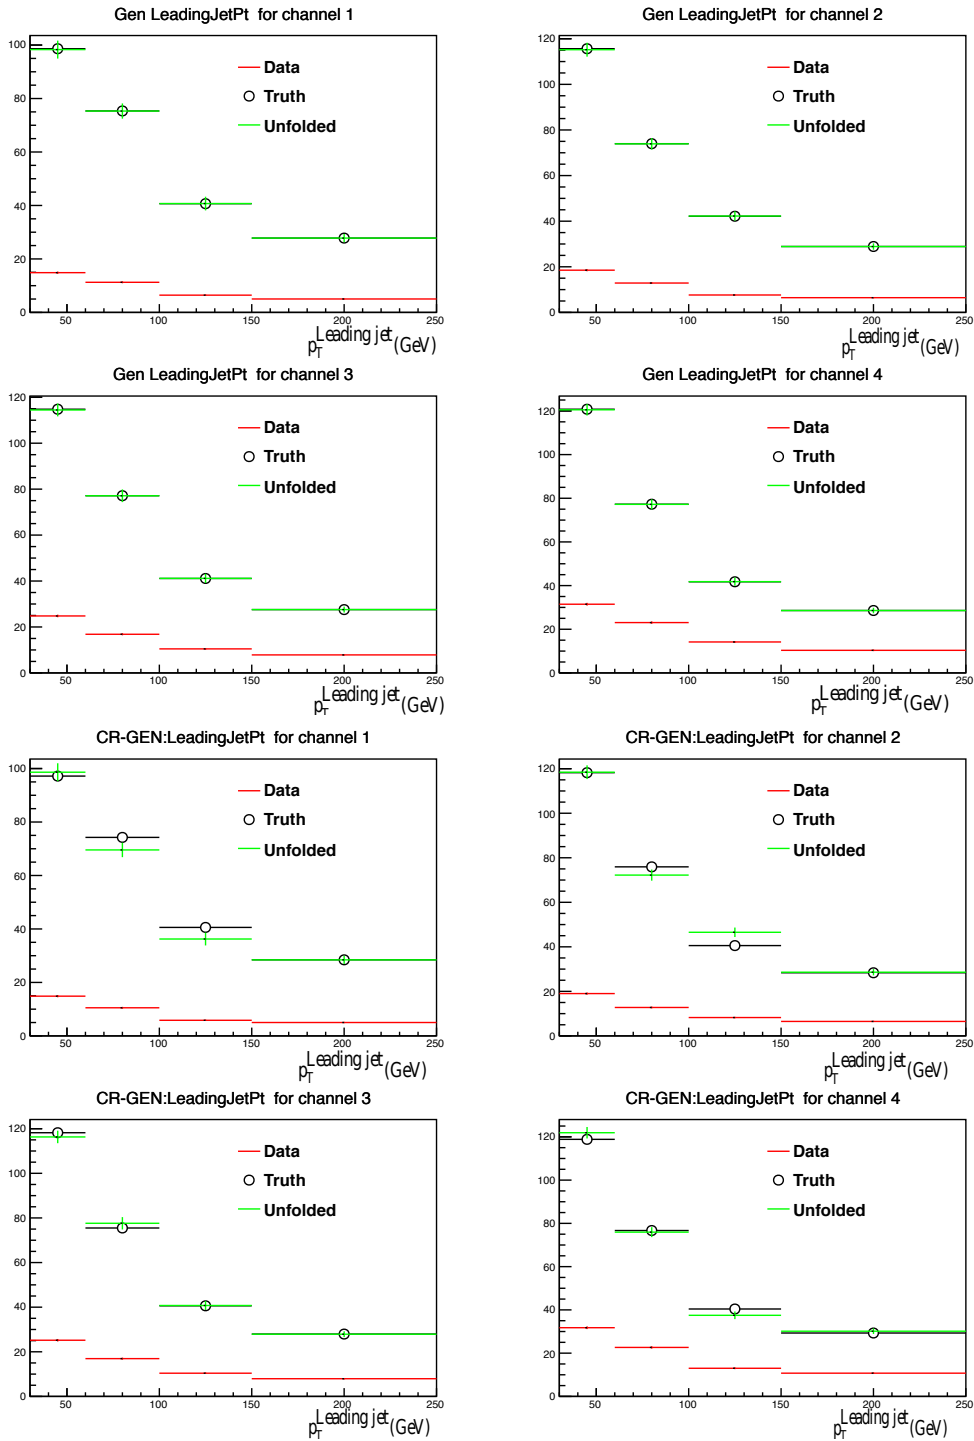 Gen LeadingJetPt for channel 1
100
80
60
40
20
0
Data
Truth
Unfolded
50 100 150 200 250
p_T^Leading jet (GeV)
Gen LeadingJetPt for channel 2
120
100
80
60
40
20
0
Data
Truth
Unfolded
50 100 150 200 250
p_T^Leading jet (GeV)
Gen LeadingJetPt for channel 3
120
100
80
60
40
20
0
Data
Truth
Unfolded
50 100 150 200 250
p_T^Leading jet (GeV)
Gen LeadingJetPt for channel 4
120
100
80
60
40
20
0
Data
Truth
Unfolded
50 100 150 200 250
p_T^Leading jet (GeV)
CR-GEN:LeadingJetPt for channel 1
100
80
60
40
20
0
Data
Truth
Unfolded
50 100 150 200 250
p_T^Leading jet (GeV)
CR-GEN:LeadingJetPt for channel 2
120
100
80
60
40
20
0
Data
Truth
Unfolded
50 100 150 200 250
p_T^Leading jet (GeV)
CR-GEN:LeadingJetPt for channel 3
120
100
80
60
40
20
0
Data
Truth
Unfolded
50 100 150 200 250
p_T^Leading jet (GeV)
CR-GEN:LeadingJetPt for channel 4
120
100
80
60
40
20
0
Data
Truth
Unfolded
50 100 150 200 250
p_T^Leading jet (GeV)